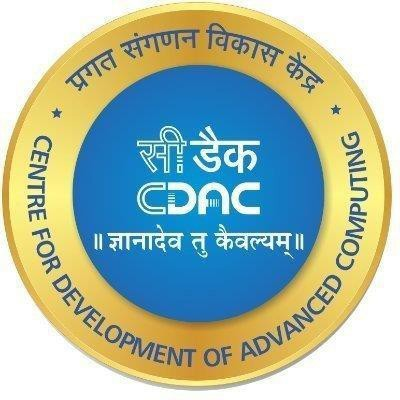 प्रगत संगणन विकास केंद्र
सी डैक
CDAC
॥ ज्ञानादेव तु कैवल्यम् ॥
CENTRE FOR DEVELOPMENT OF ADVANCED COMPUTING